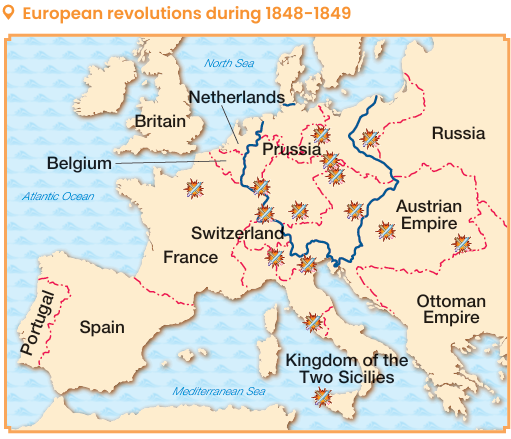 European revolutions during 1848-1849
North Sea
Netherlands
Britain
Prussia
Russia
Belgium
Atlantic Ocean
Austrian
Empire
Switzerland
France
Portugal
Spain
Ottoman
Empire
Kingdom of the
Two Sicilies
Mediterranean Sea